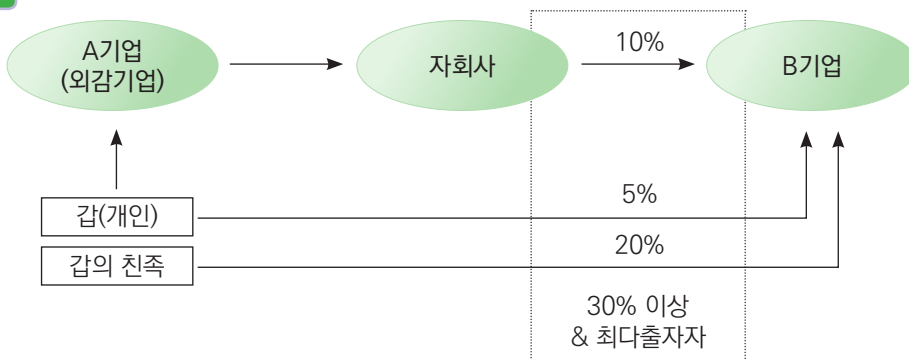 A기업
(외감기업)
자회사
10%
B기업
갑(개인)
5%
갑의 친족
20%
30% 이상
& 최다출자자